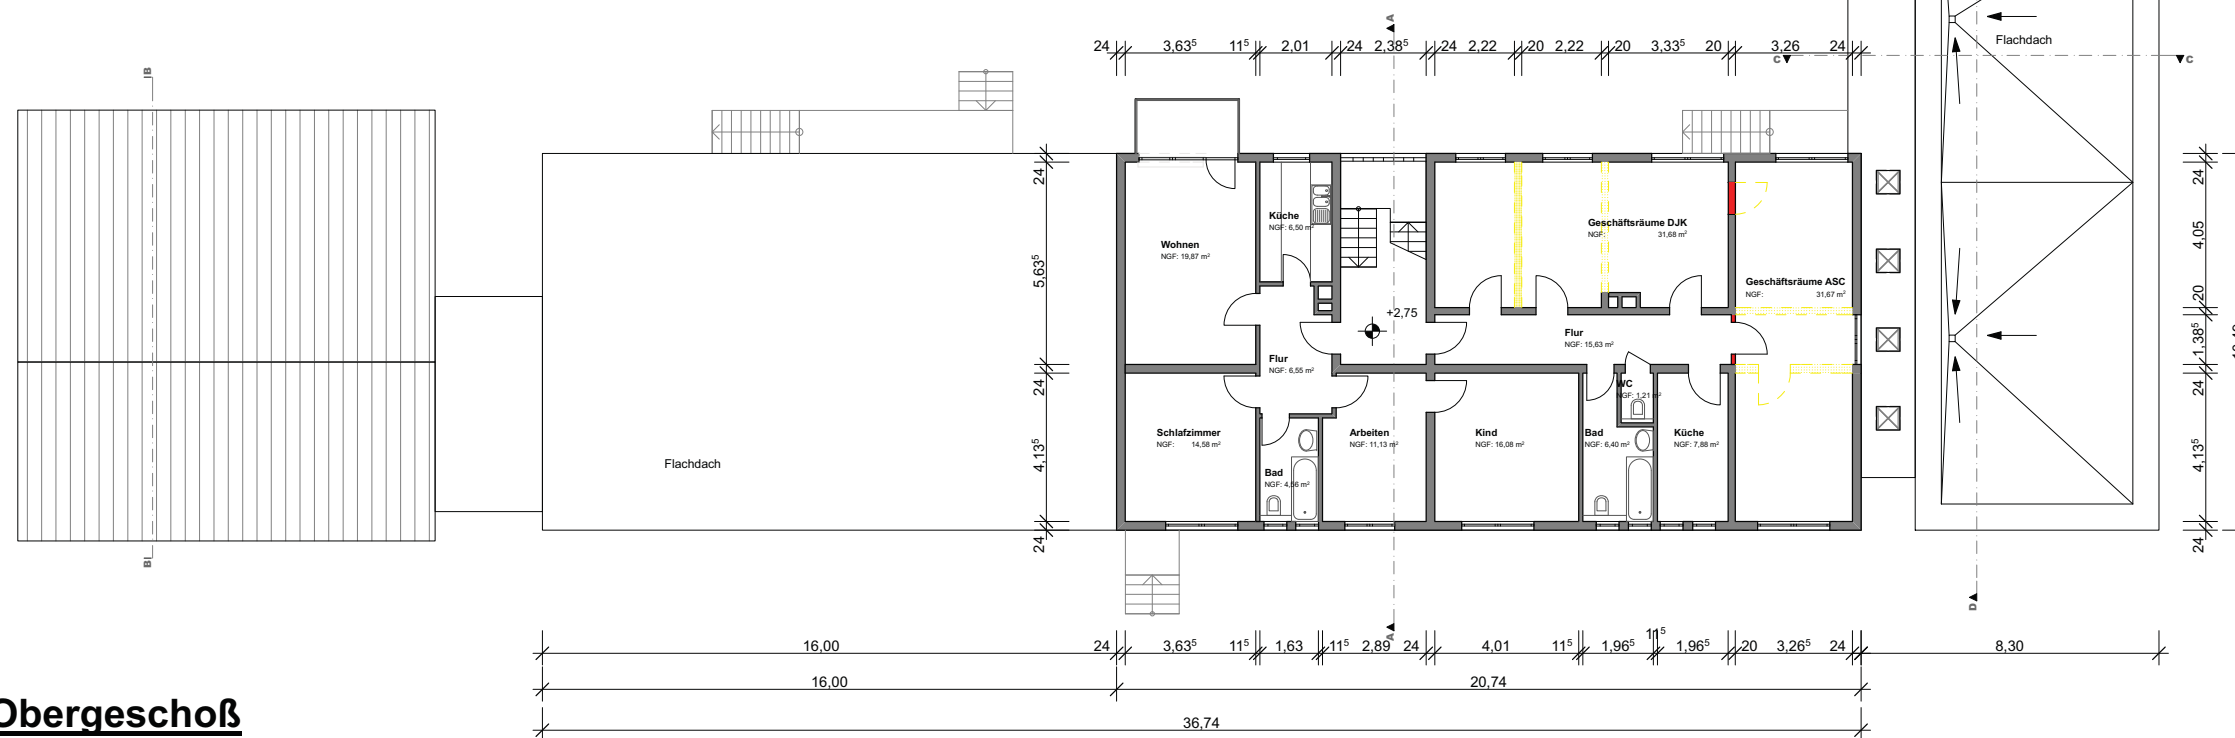 A
24 3,63⁵ 11⁵ 2,01 24 2,38⁵ 24 2,22 20 2,22 20 3,33⁵ 20 3,26 24
Flachdach
C C
B
24
5,63⁵
24
4,13⁵
24
Küche
NGF: 6,50 m²
Wohnen
NGF: 19,87 m²
Geschäftsräume DJK
NGF: 31,68 m²
Geschäftsräume ASC
NGF: 31,67 m²
+2,75
Flur
NGF: 15,63 m²
Flur
NGF: 6,55 m²
WC
NGF: 1,21 m²
Schlafzimmer
NGF: 14,58 m²
Arbeiten
NGF: 11,13 m²
Kind
NGF: 16,08 m²
Bad
NGF: 6,40 m²
Küche
NGF: 7,88 m²
Bad
NGF: 4,56 m²
Flachdach
24
4,05
20
1,38⁵
24
4,13⁵
24
B
D
A
16,00 24 3,63⁵ 11⁵ 1,63 11⁵ 2,89 24 4,01 11⁵ 1,96⁵ 11⁵ 1,96⁵ 20 3,26⁵ 24 8,30
16,00 20,74
36,74
Obergeschoß